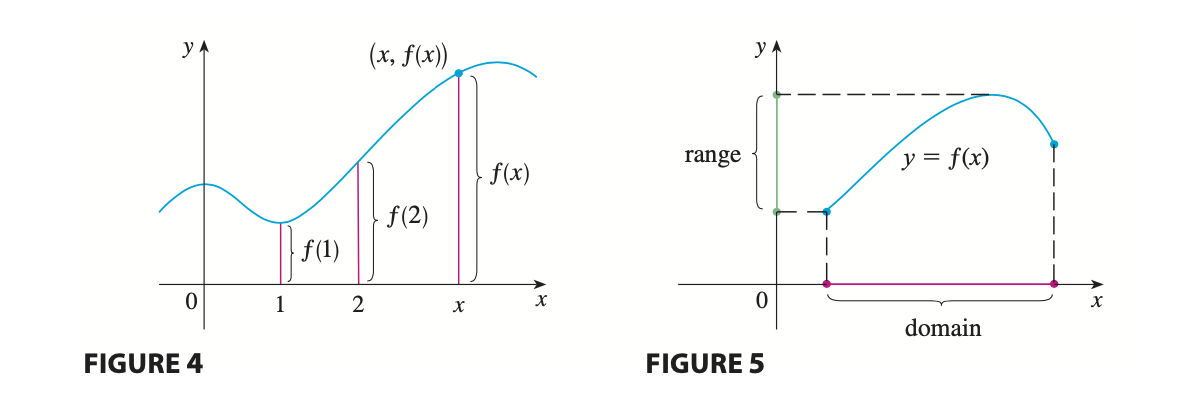 y
(x, f(x))
f(x)
f(2)
f(1)
0
1
2
x
x
FIGURE 4
y
range
y = f(x)
0
x
domain
FIGURE 5